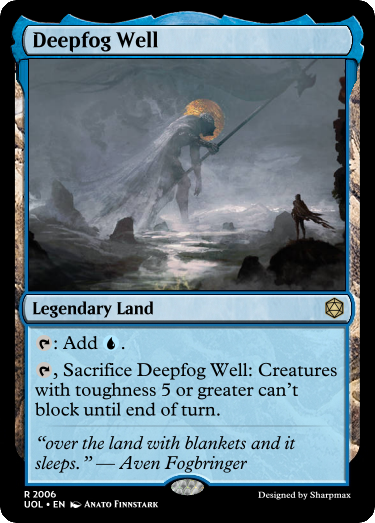 Deepfog Well
Legendary Land
: Add .
, Sacrifice Deepfog Well: Creatures
with toughness 5 or greater can't
block until end of turn.
“over the land with blankets and it
sleeps.” — Aven Fogbringer
R 2006
UOL • EN Anato Finnstark
Designed by Sharpmax